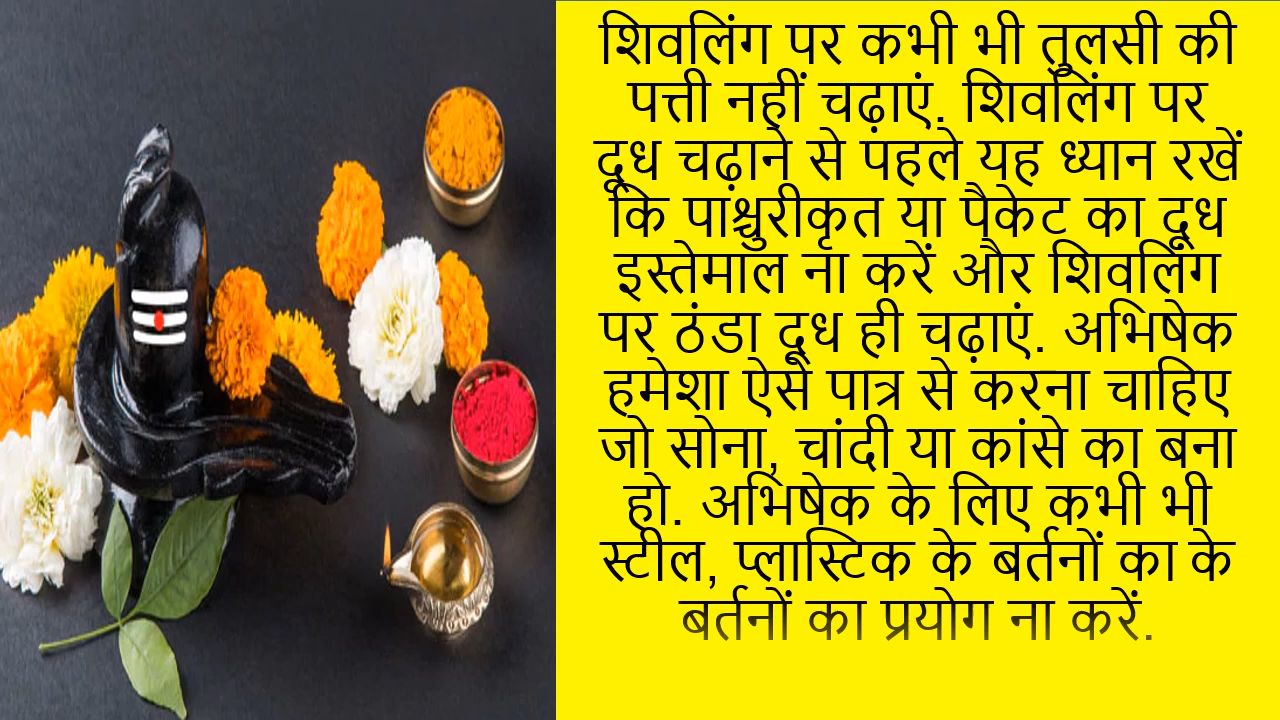 शिवलिंग पर कभी भी तुलसी की
पत्ती नहीं चढ़ाएं. शिवलिंग पर
दूध चढ़ाने से पहले यह ध्यान रखें
कि पाश्चुरीकृत या पैकेट का दूध
इस्तेमाल ना करें और शिवलिंग
पर ठंडा दूध ही चढ़ाएं. अभिषेक
हमेशा ऐसे पात्र से करना चाहिए
जो सोना, चांदी या कांसे का बना
हो. अभिषेक के लिए कभी भी
स्टील, प्लास्टिक के बर्तनों का के
बर्तनों का प्रयोग ना करें.